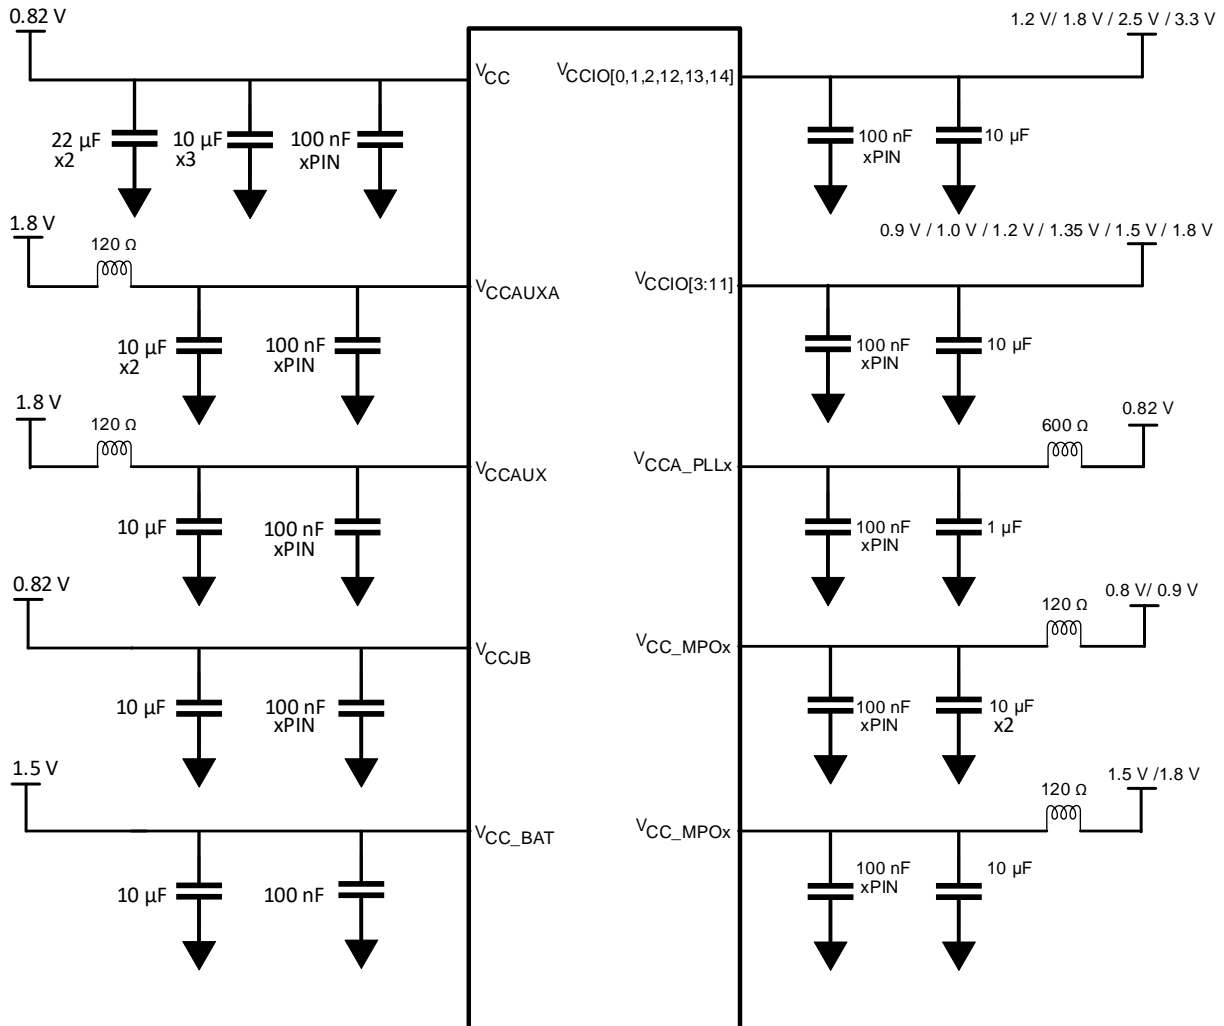 0.82 V
VCC
22 µF
x2
10 µF
x3
100 nF
xPIN
1.8 V
120 Ω
VCCAUXA
10 µF
x2
100 nF
xPIN
1.8 V
120 Ω
VCCAUX
10 µF
100 nF
xPIN
0.82 V
VCCJB
10 µF
100 nF
xPIN
1.5 V
VCC_BAT
10 µF
100 nF
1.2 V/ 1.8 V / 2.5 V / 3.3 V
VCCIO[0,1,2,12,13,14]
100 nF
xPIN
10 µF
0.9 V / 1.0 V / 1.2 V / 1.35 V / 1.5 V / 1.8 V
VCCIO[3:11]
100 nF
xPIN
10 µF
600 Ω
0.82 V
VCCA_PLLx
100 nF
xPIN
1 µF
120 Ω
0.8 V/ 0.9 V
VCC_MPOx
100 nF
xPIN
10 µF
x2
120 Ω
1.5 V /1.8 V
VCC_MPOx
100 nF
xPIN
10 µF